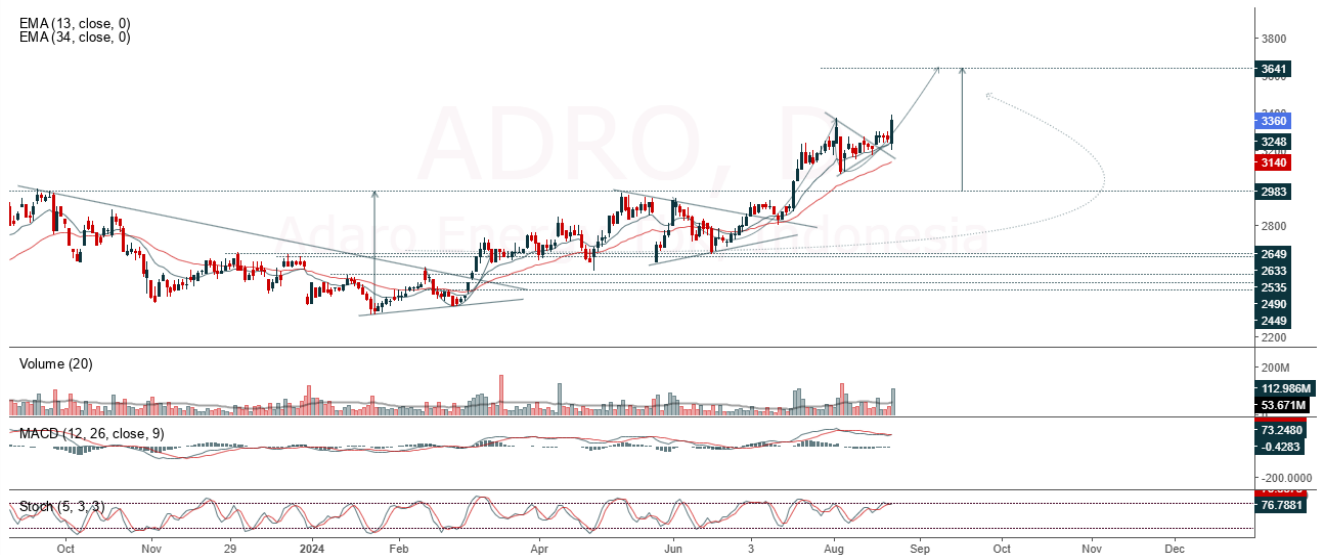 EMA (13, close, 0)
EMA (34, close, 0)
ADRO, D
3800
3641
3360
3248
3140
2983
2800
2649
2633
2535
2490
2449
2200
Volume (20)
200M
112.986M
53.671M
MACD (12, 26, close, 9)
73.2480
-0.4283
-200.0000
Stoch (5, 3, 3)
76.7881
Oct Nov 29 2024 Feb Apr Jun 3 Aug Sep Oct Nov Dec